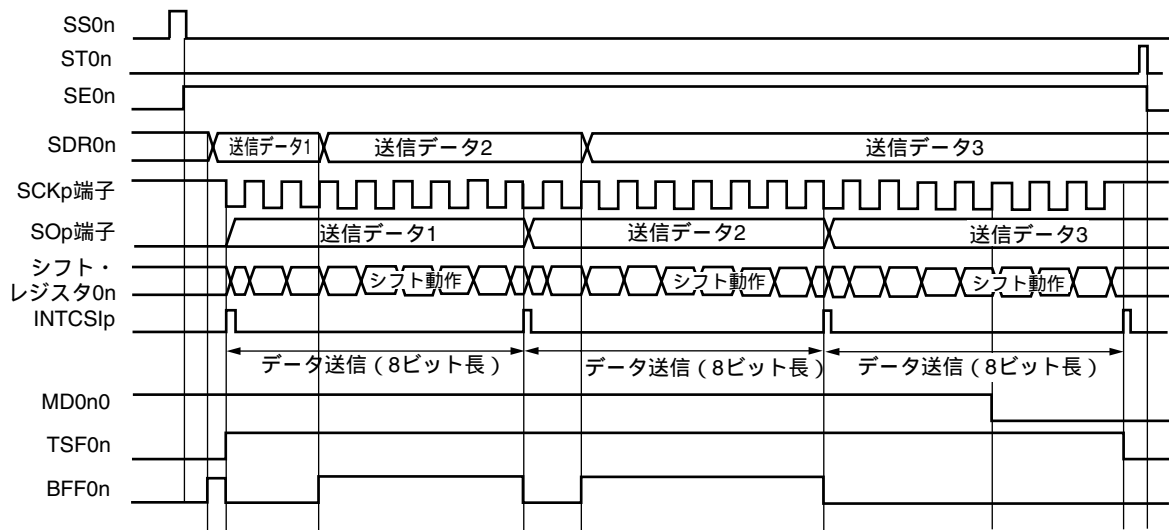 SS0n
ST0n
SE0n
SDR0n
送信データ1
送信データ2
送信データ3
SCKp端子
SOp端子
送信データ1
送信データ2
送信データ3
シフト・
レジスタ0n
シフト動作
シフト動作
シフト動作
INTCSIp
データ送信（8ビット長）
データ送信（8ビット長）
データ送信（8ビット長）
MD0n0
TSF0n
BFF0n